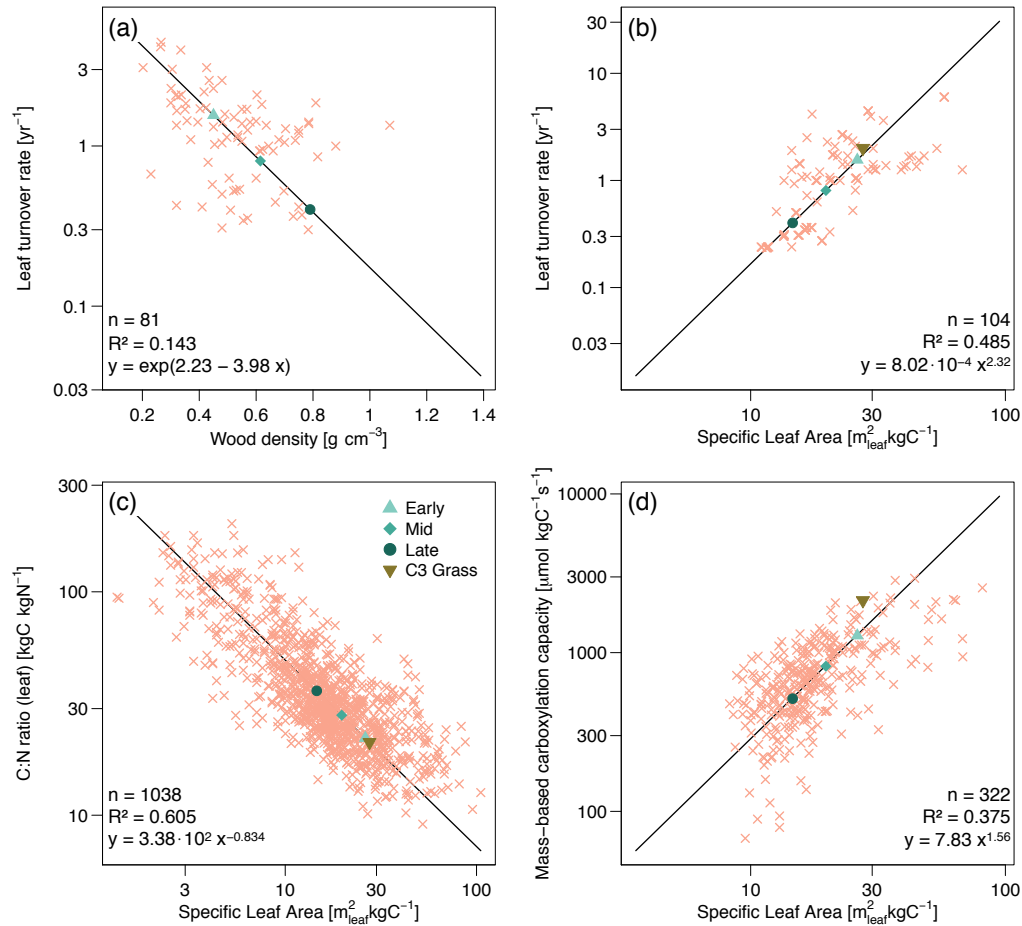 (a)
Leaf turnover rate [yr⁻¹]
3
1
0.3
0.1
0.03
n = 81
R² = 0.143
y = exp(2.23 − 3.98 x)
0.2 0.4 0.6 0.8 1 1.2 1.4
Wood density [g cm⁻³]
(b)
Leaf turnover rate [yr⁻¹]
30
10
3
1
0.3
0.1
0.03
n = 104
R² = 0.485
y = 8.02·10⁻⁴ x²·³²
10 30 100
Specific Leaf Area [m²leaf kgC⁻¹]
(c)
C:N ratio (leaf) [kgC kgN⁻¹]
300
100
30
10
Early
Mid
Late
C3 Grass
n = 1038
R² = 0.605
y = 3.38·10² x⁻⁰·⁸³⁴
3 10 30 100
Specific Leaf Area [m²leaf kgC⁻¹]
(d)
Mass−based carboxylation capacity [μmol kgC⁻¹s⁻¹]
10000
3000
1000
300
100
n = 322
R² = 0.375
y = 7.83 x¹·⁵⁶
10 30 100
Specific Leaf Area [m²leaf kgC⁻¹]